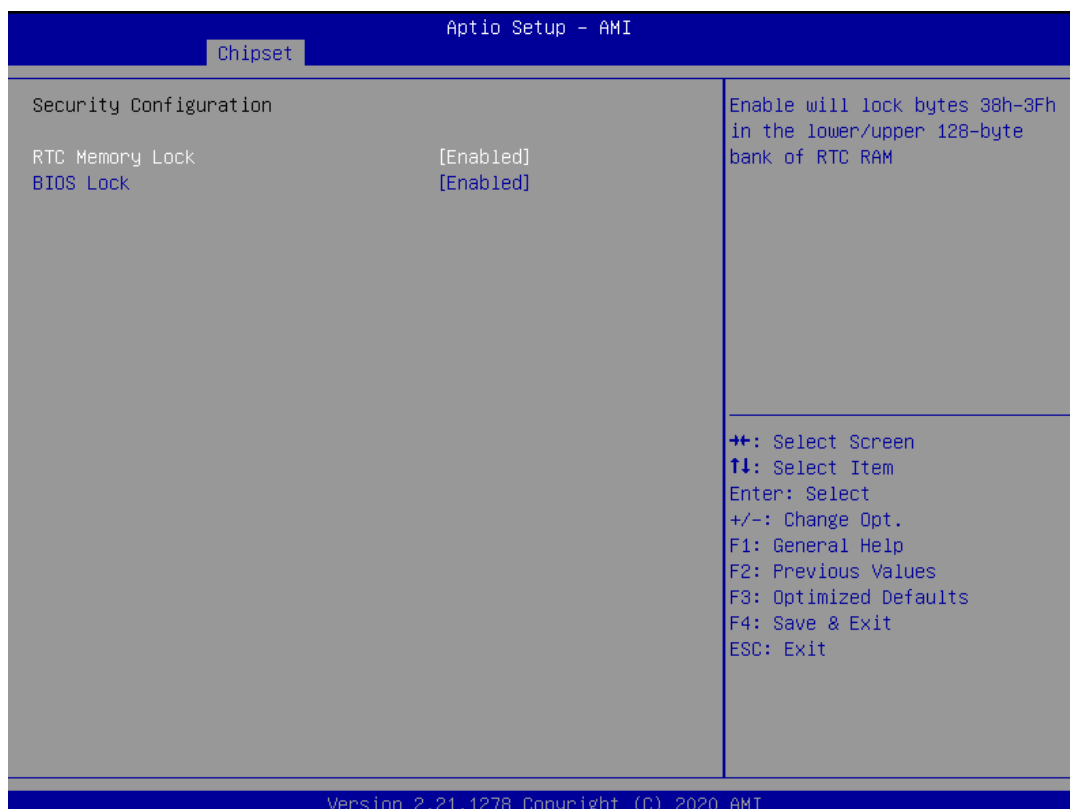 Aptio Setup – AMI
Chipset
Security Configuration
RTC Memory Lock [Enabled]
BIOS Lock [Enabled]
Enable will lock bytes 38h-3Fh
in the lower/upper 128-byte
bank of RTC RAM
→←: Select Screen
↑↓: Select Item
Enter: Select
+/-: Change Opt.
F1: General Help
F2: Previous Values
F3: Optimized Defaults
F4: Save & Exit
ESC: Exit
Version 2.21.1278 Copyright (C) 2020 AMI